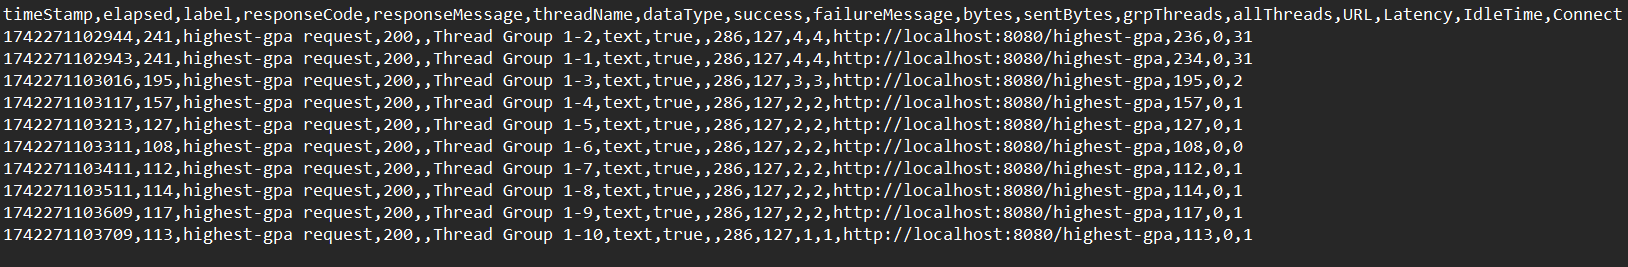 timeStamp,elapsed,label,responseCode,responseMessage,threadName,dataType,success,failureMessage,bytes,sentBytes,grpThreads,allThreads,URL,Latency,IdleTime,Connect
1742271102944,241,highest-gpa request,200,,Thread Group 1-2,text,true,,286,127,4,4,http://localhost:8080/highest-gpa,236,0,31
1742271102943,241,highest-gpa request,200,,Thread Group 1-1,text,true,,286,127,4,4,http://localhost:8080/highest-gpa,234,0,31
1742271103016,195,highest-gpa request,200,,Thread Group 1-3,text,true,,286,127,3,3,http://localhost:8080/highest-gpa,195,0,2
1742271103117,157,highest-gpa request,200,,Thread Group 1-4,text,true,,286,127,2,2,http://localhost:8080/highest-gpa,157,0,1
1742271103213,127,highest-gpa request,200,,Thread Group 1-5,text,true,,286,127,2,2,http://localhost:8080/highest-gpa,127,0,1
1742271103311,108,highest-gpa request,200,,Thread Group 1-6,text,true,,286,127,2,2,http://localhost:8080/highest-gpa,108,0,0
1742271103411,112,highest-gpa request,200,,Thread Group 1-7,text,true,,286,127,2,2,http://localhost:8080/highest-gpa,112,0,1
1742271103511,114,highest-gpa request,200,,Thread Group 1-8,text,true,,286,127,2,2,http://localhost:8080/highest-gpa,114,0,1
1742271103609,117,highest-gpa request,200,,Thread Group 1-9,text,true,,286,127,2,2,http://localhost:8080/highest-gpa,117,0,1
1742271103709,113,highest-gpa request,200,,Thread Group 1-10,text,true,,286,127,1,1,http://localhost:8080/highest-gpa,113,0,1